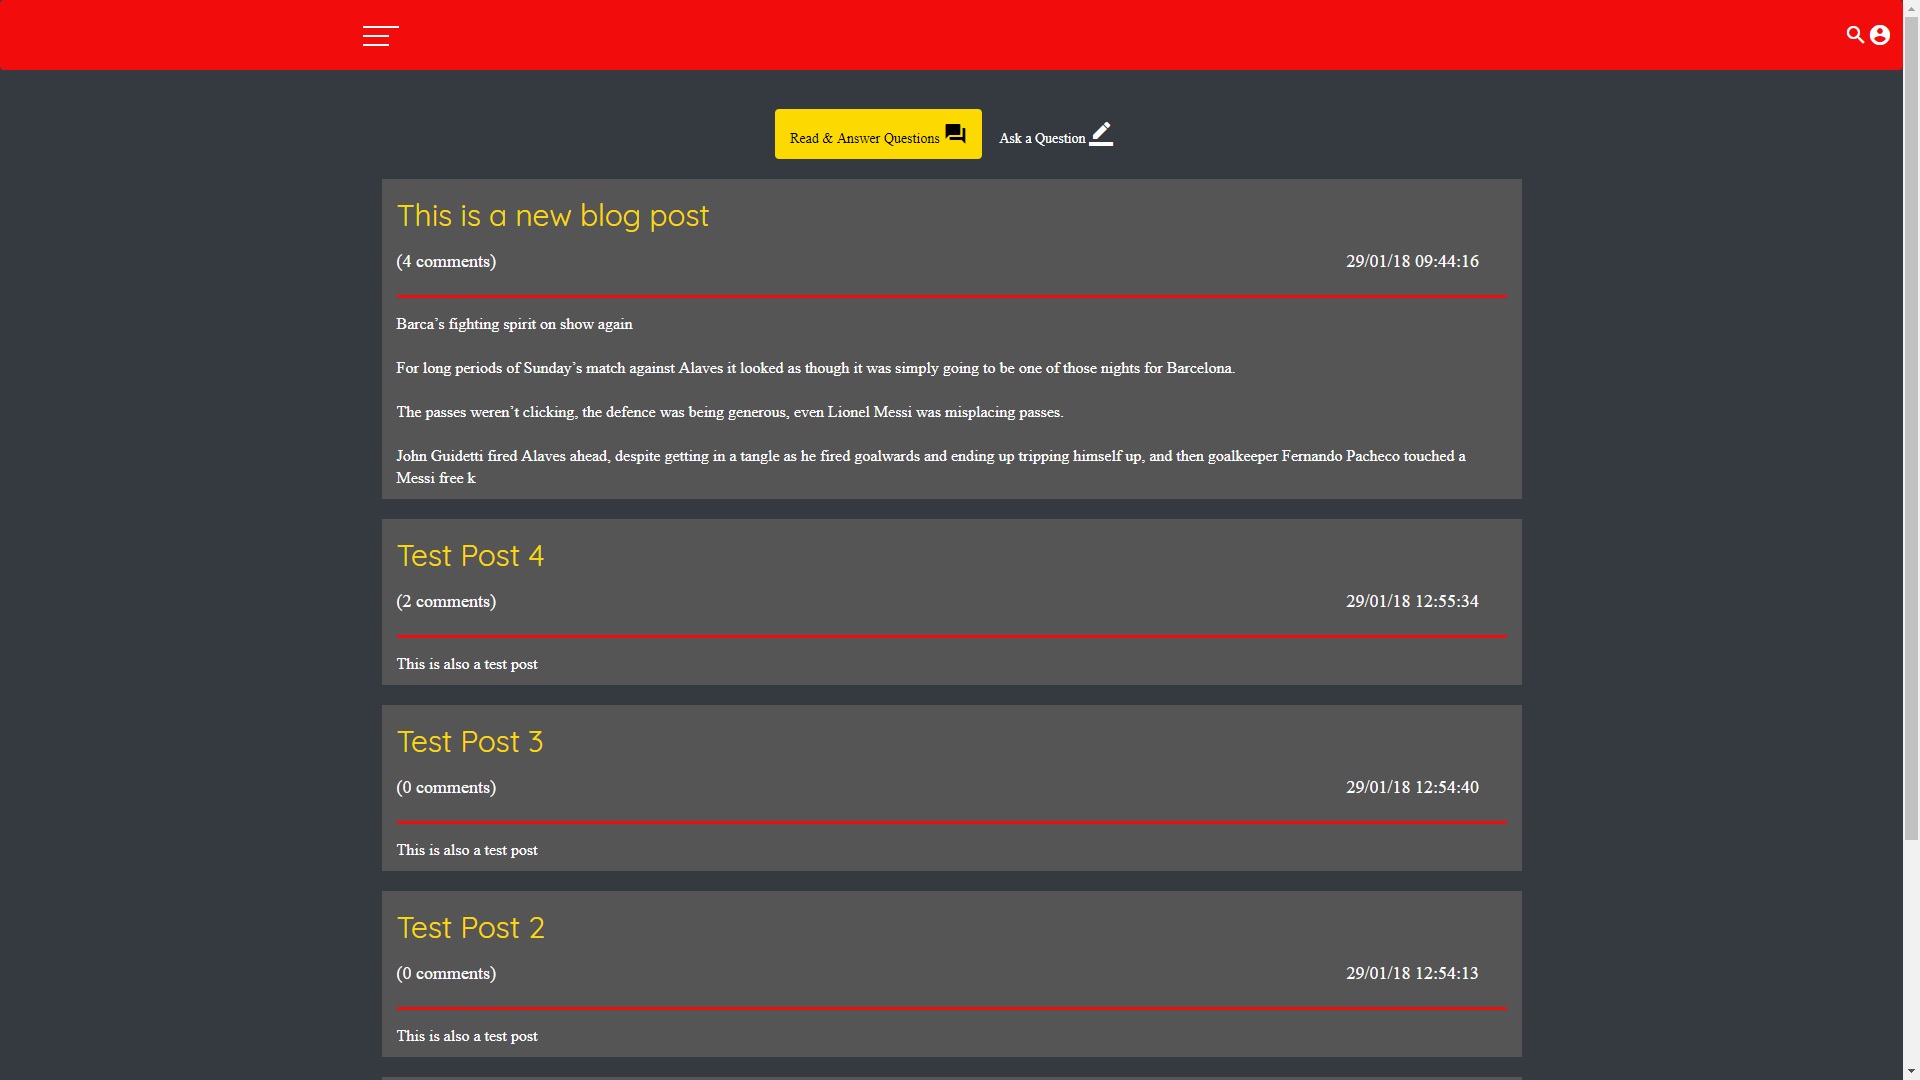 Read & Answer Questions
Ask a Question
This is a new blog post
(4 comments)
29/01/18 09:44:16
Barca’s fighting spirit on show again
For long periods of Sunday’s match against Alaves it looked as though it was simply going to be one of those nights for Barcelona.
The passes weren’t clicking, the defence was being generous, even Lionel Messi was misplacing passes.
John Guidetti fired Alaves ahead, despite getting in a tangle as he fired goalwards and ending up tripping himself up, and then goalkeeper Fernando Pacheco touched a
Messi free k
Test Post 4
(2 comments)
29/01/18 12:55:34
This is also a test post
Test Post 3
(0 comments)
29/01/18 12:54:40
This is also a test post
Test Post 2
(0 comments)
29/01/18 12:54:13
This is also a test post